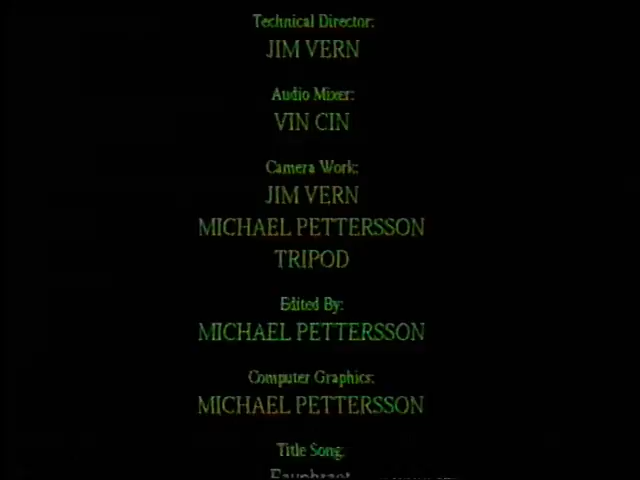 Technical Director:
JIM VERN
Audio Mixer:
VIN CIN
Camera Work:
JIM VERN
MICHAEL PETTERSSON
TRIPOD
Edited By:
MICHAEL PETTERSSON
Computer Graphics:
MICHAEL PETTERSSON
Title Song: